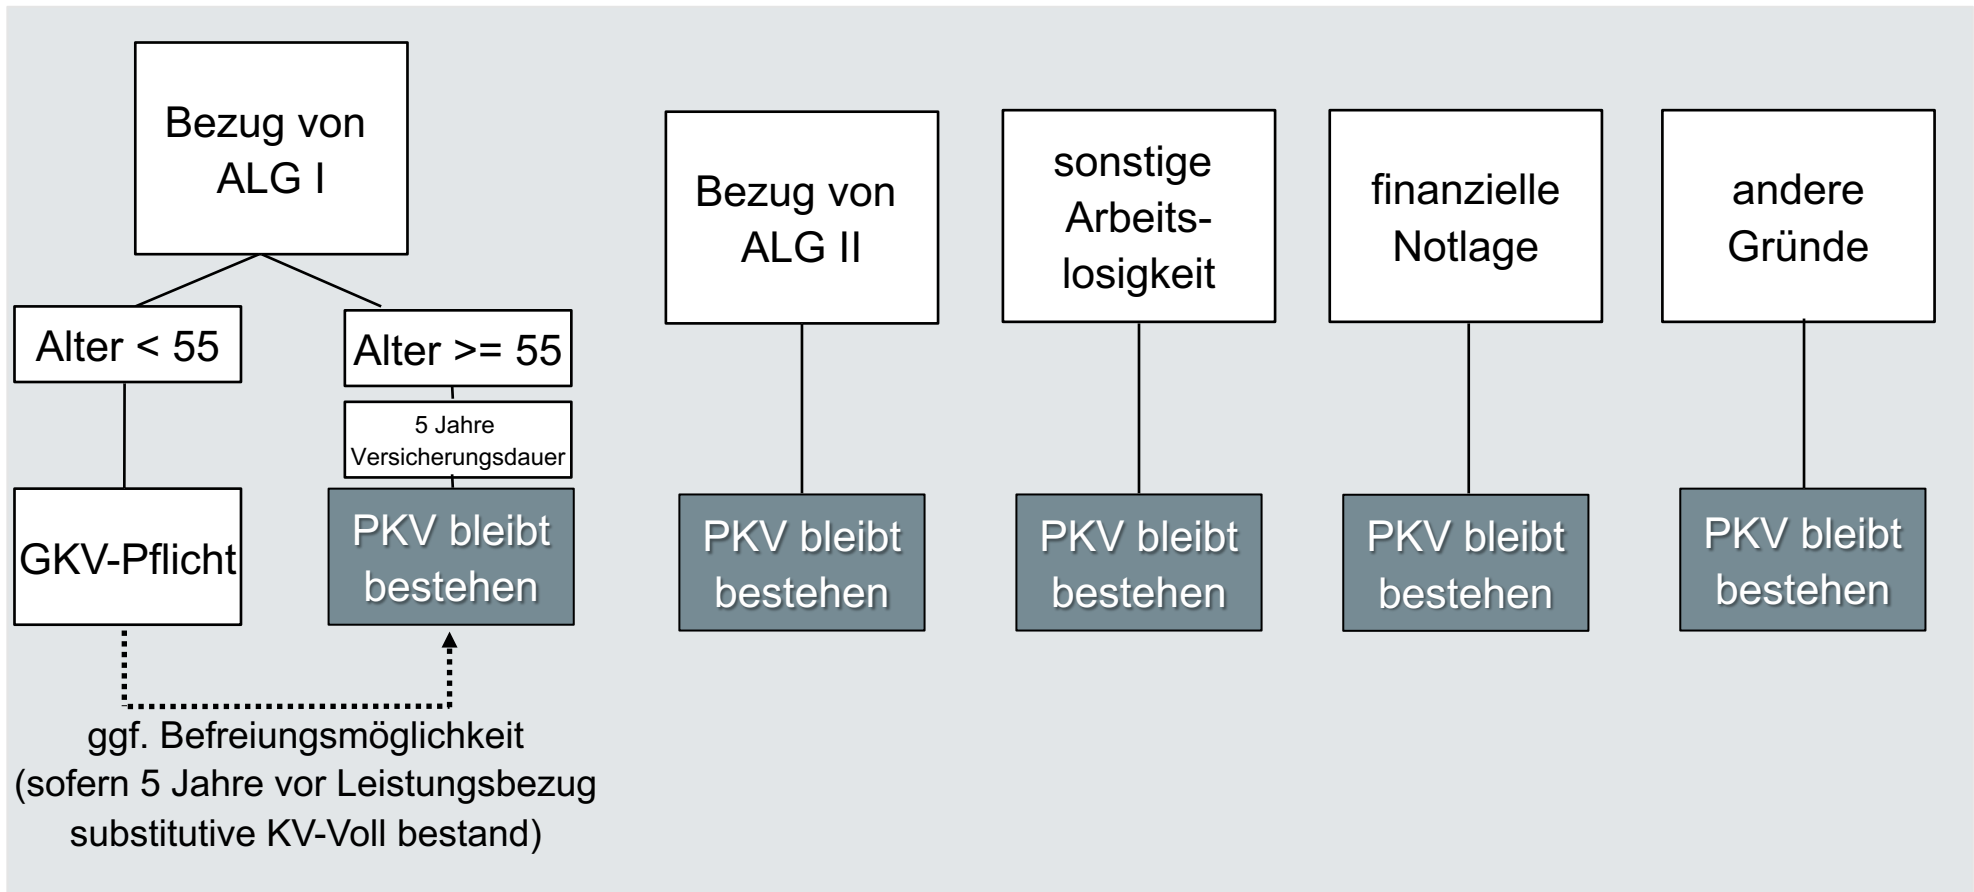 Bezug von
ALG I
Alter < 55
Alter >= 55
5 Jahre
Versicherungsdauer
GKV-Pflicht
PKV bleibt
bestehen
ggf. Befreiungsmöglichkeit
(sofern 5 Jahre vor Leistungsbezug
substitutive KV-Voll bestand)
Bezug von
ALG II
PKV bleibt
bestehen
sonstige
Arbeits-
losigkeit
PKV bleibt
bestehen
finanzielle
Notlage
PKV bleibt
bestehen
andere
Gründe
PKV bleibt
bestehen